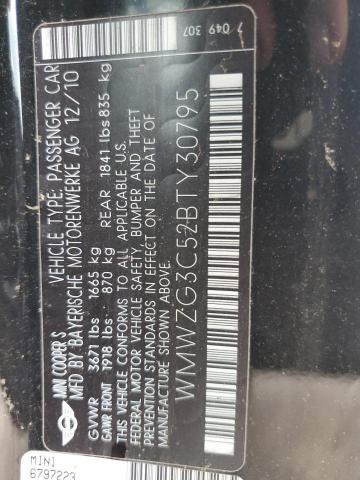 MINI COOPER S VEHICLE TYPE: PASSENGER CAR
MFD BY BAYERISCHE MOTORENWERKE AG 12/10
GVWR 3671 lbs 1665 kg
GAWR FRONT 1918 lbs 870 kg REAR 1841 lbs 835 kg
THIS VEHICLE CONFORMS TO ALL APPLICABLE U.S.
FEDERAL MOTOR VEHICLE SAFETY, BUMPER AND THEFT
PREVENTION STANDARDS IN EFFECT ON THE DATE OF
MANUFACTURE SHOWN ABOVE.
WMWZG3C52BTY30795
7 049 307
MINI
6797223